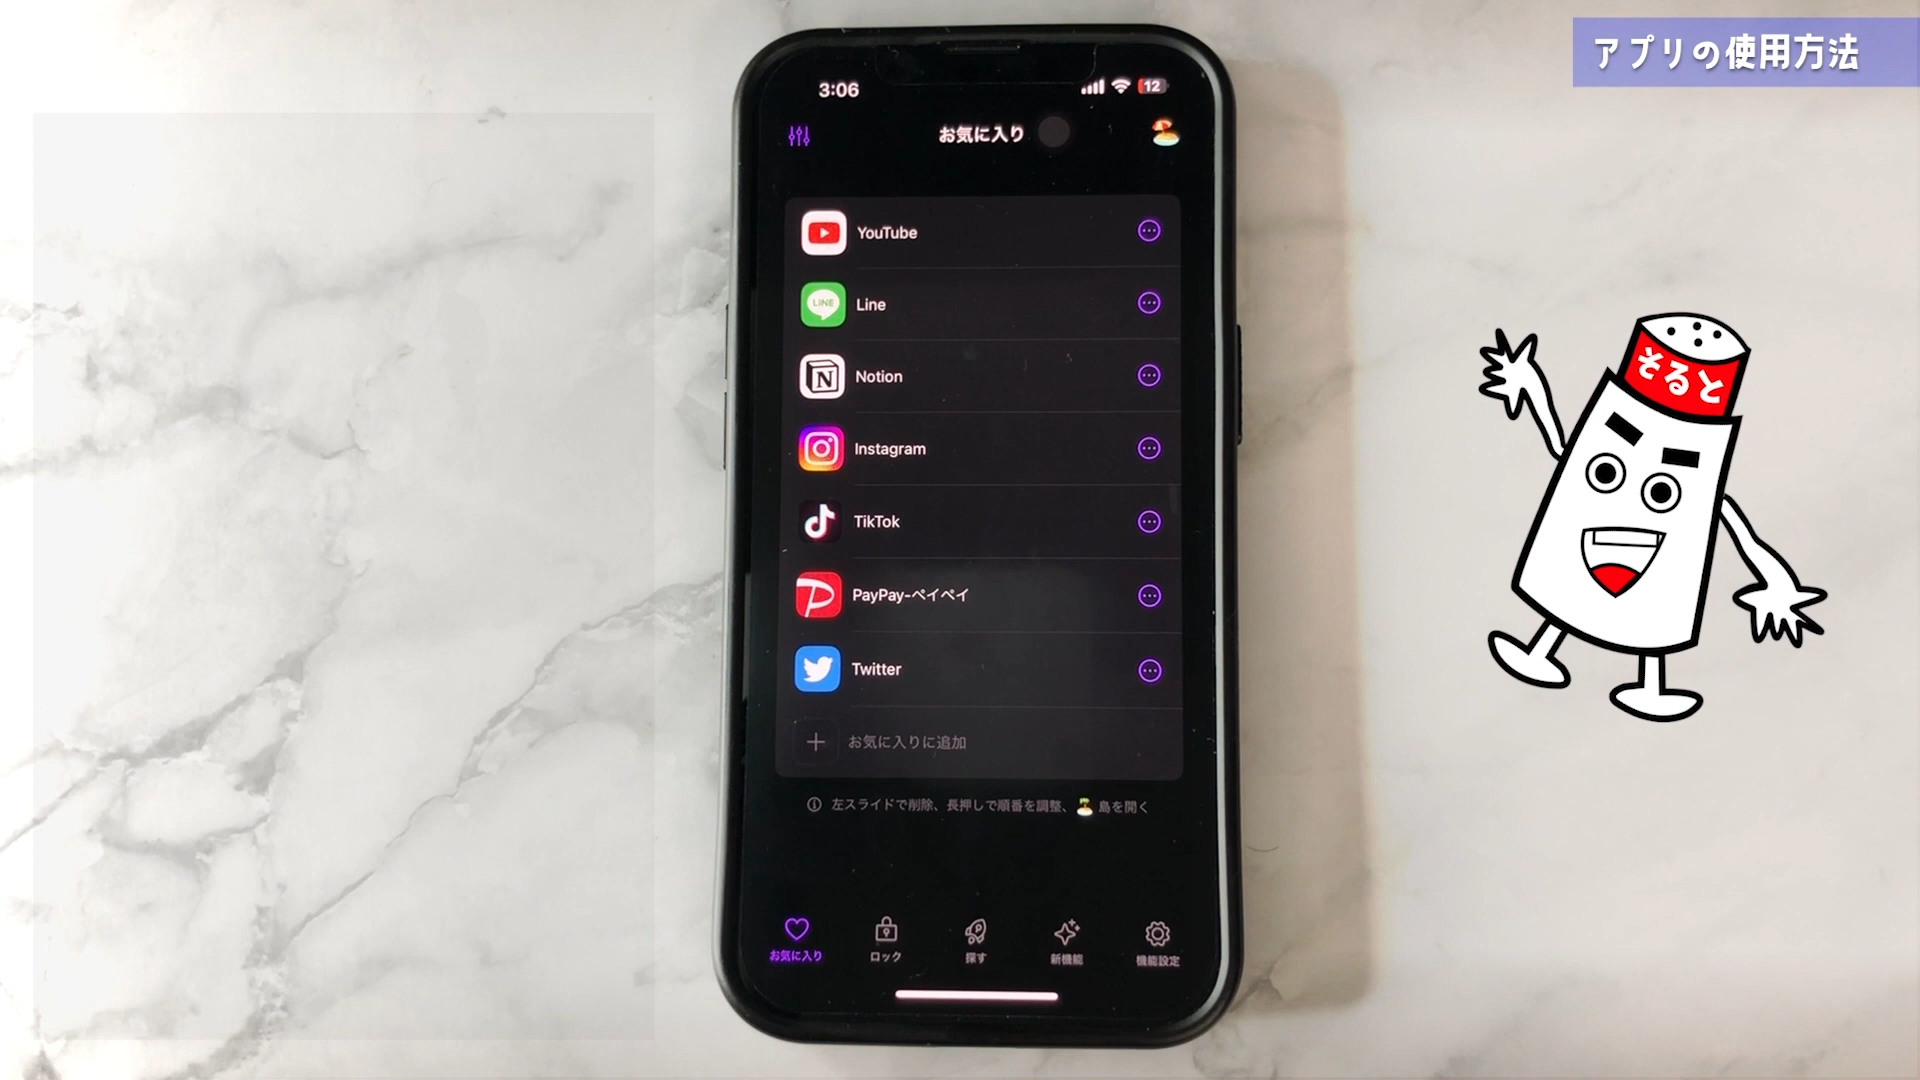 アプリの使用方法
3:06
12
お気に入り
YouTube
LINE
Line
N
Notion
Instagram
TikTok
P
PayPay-ペイペイ
Twitter
お気に入りに追加
左スライドで削除、長押しで順番を調整、島を開く
お気に入り
ロック
探す
新機能
機能設定
そると